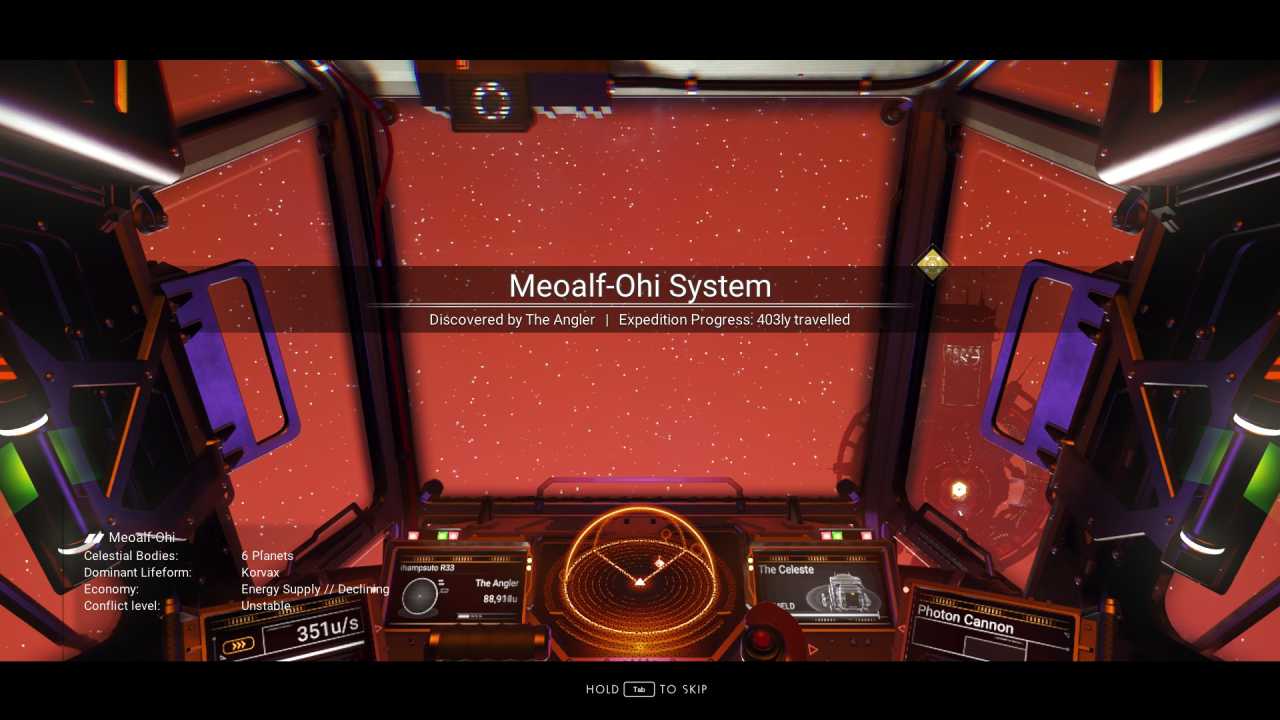 Meoalf-Ohi System
Discovered by The Angler | Expedition Progress: 403ly travelled
Meoalf-Ohi
Celestial Bodies: 6 Planets
Dominant Lifeform: Korvax
Economy: Energy Supply // Declining
Conflict level: Unstable
351u/s
R33
The Angler
88,918u
The Celeste
Photon Cannon
HOLD Tab TO SKIP